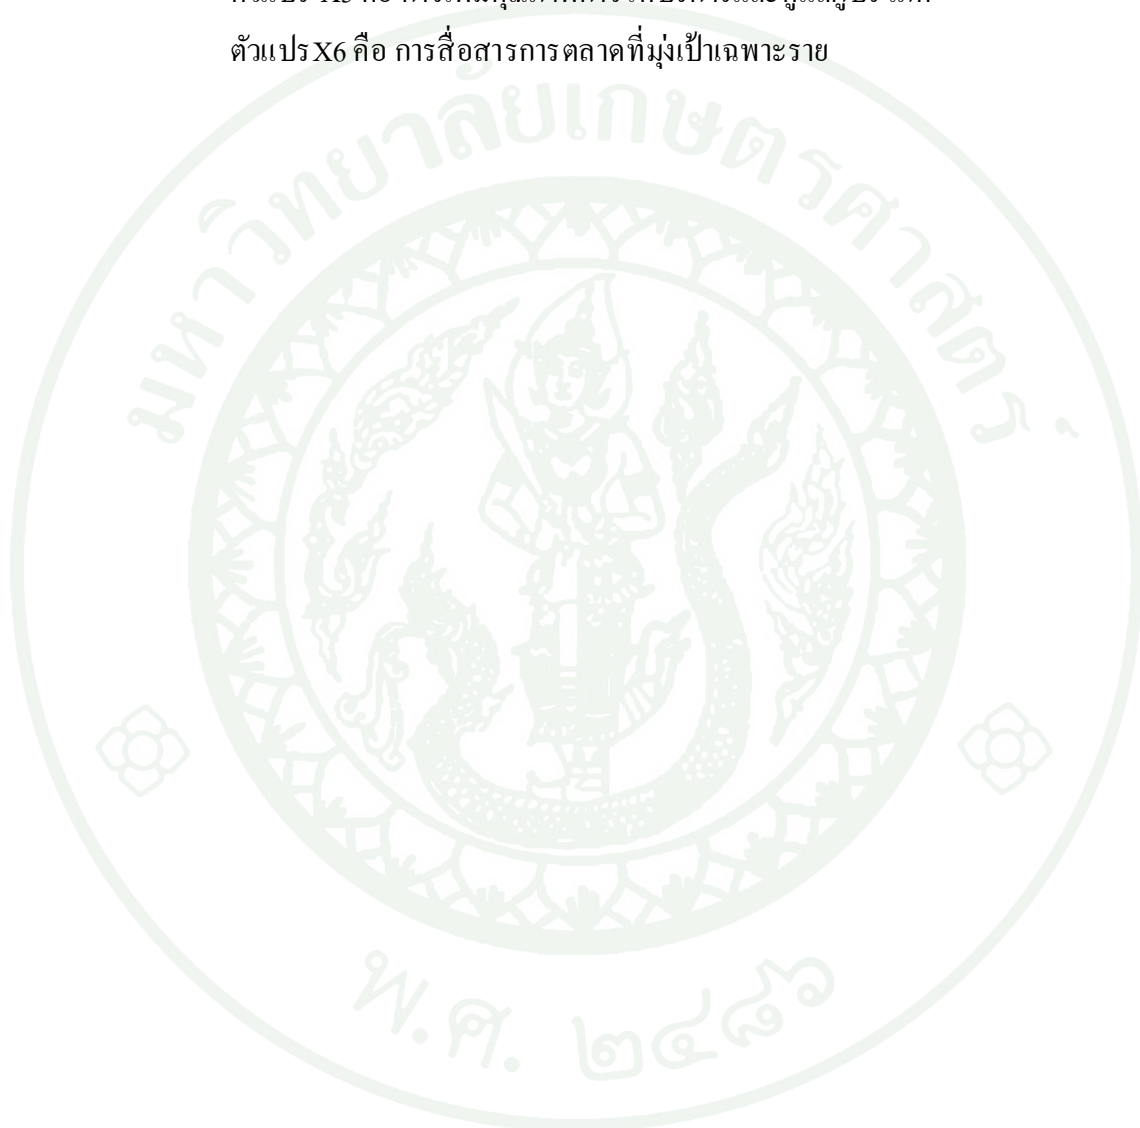 ตัวแปร X6 คือ การสื่อสารการตลาดที่มุ่งเป้าเฉพาะราย
มหาวิทยาลัยเกษตรศาสตร์
พ.ศ. ๒๔๘๖